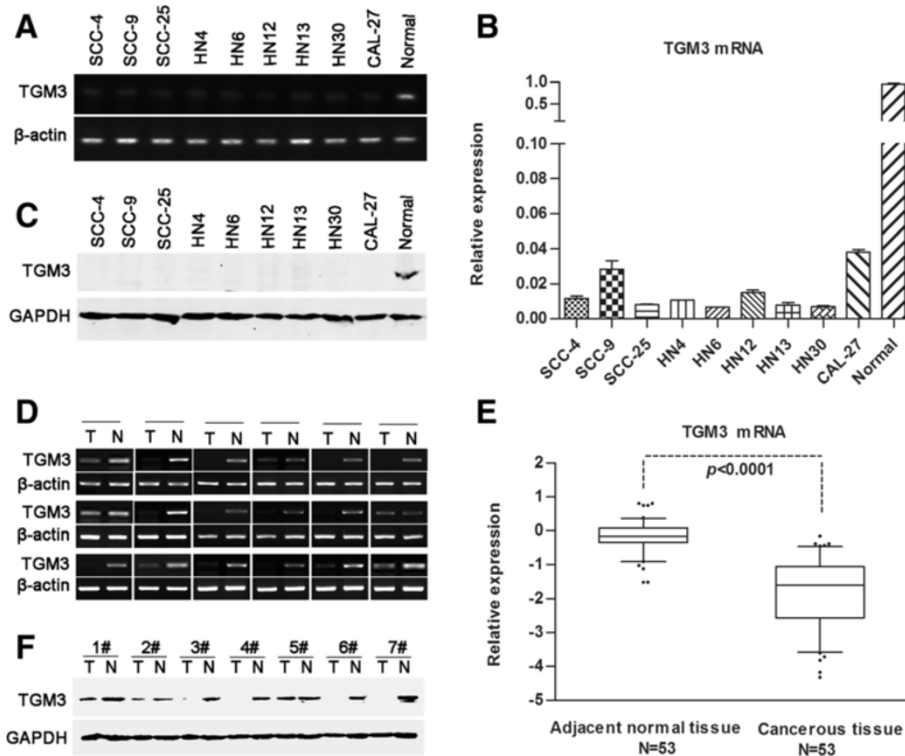 A
SCC-4 SCC-9 SCC-25 HN4 HN6 HN12 HN13 HN30 CAL-27 Normal
TGM3
β-actin
B
TGM3 mRNA
Relative expression
1.0
0.5
0.10
0.08
0.06
0.04
0.02
0.00
SCC-4 SCC-9 SCC-25 HN4 HN6 HN12 HN13 HN30 CAL-27 Normal
C
SCC-4 SCC-9 SCC-25 HN4 HN6 HN12 HN13 HN30 CAL-27 Normal
TGM3
GAPDH
D
T N T N T N T N T N T N
TGM3
β-actin
TGM3
β-actin
TGM3
β-actin
E
TGM3 mRNA
p<0.0001
Relative expression
2
1
0
-1
-2
-3
-4
-5
Adjacent normal tissue Cancerous tissue
N=53 N=53
F
1# 2# 3# 4# 5# 6# 7#
T N T N T N T N T N T N T N
TGM3
GAPDH